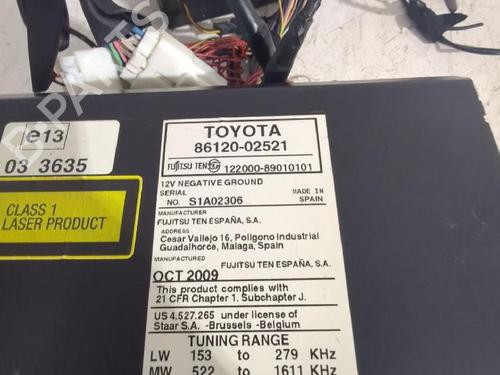 TOYOTA
86120-02521
FUJITSU TEN 122000-89010101
12V NEGATIVE GROUND
SERIAL
NO. S1A02306
MADE IN
SPAIN
MANUFACTURER
FUJITSU TEN ESPAÑA, S.A.
ADDRESS
Cesar Vallejo 16, Poligono Industrial
Guadalhorce, Malaga, Spain
MANUFACTURED FUJITSU TEN ESPAÑA, S.A.
OCT 2009
This product complies with
21 CFR Chapter 1. Subchapter J.
US 4.527.265 under license of
Staar S.A. -Brussels -Belgium
TUNING RANGE
LW 153 to 279 KHz
MW 522 to 1611 KHz
e13
03 3635
CLASS 1
LASER PRODUCT